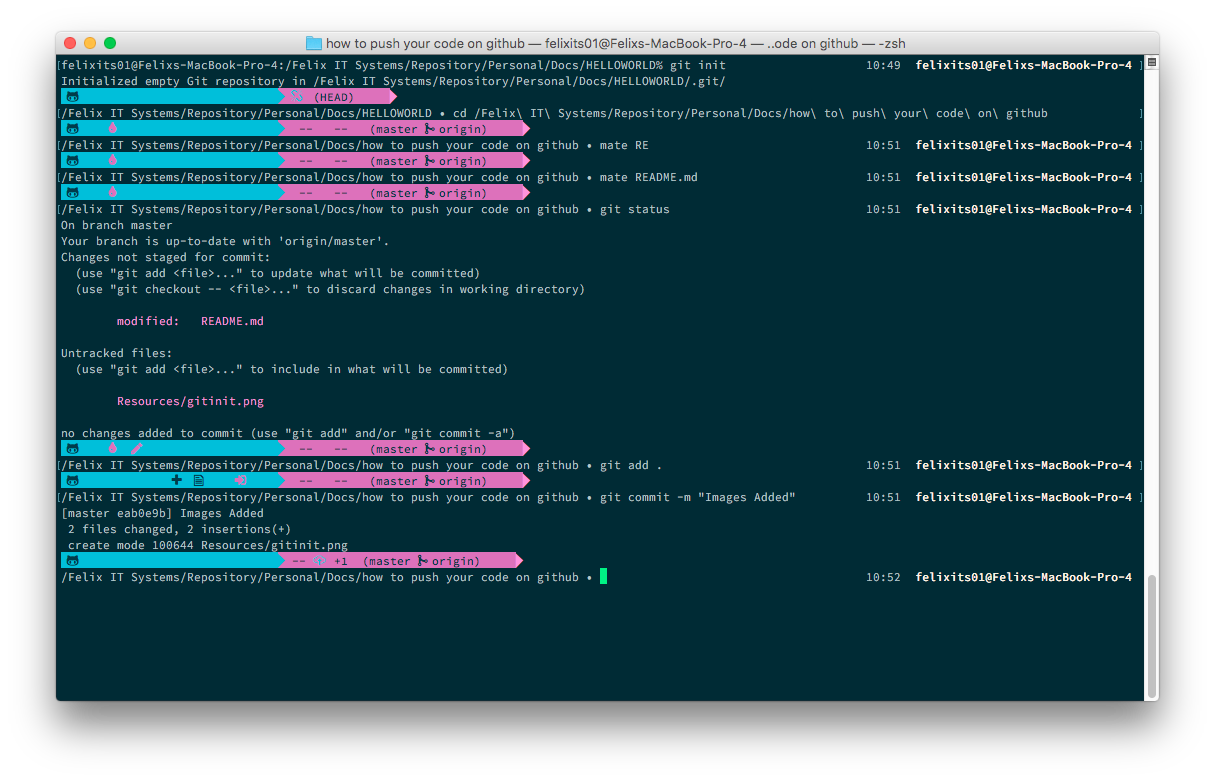 how to push your code on github — felixits01@Felixs-MacBook-Pro-4 — ..ode on github — -zsh
[felixits01@Felixs-MacBook-Pro-4:/Felix IT Systems/Repository/Personal/Docs/HELLOWORLD% git init 10:49 felixits01@Felixs-MacBook-Pro-4 ]
Initialized empty Git repository in /Felix IT Systems/Repository/Personal/Docs/HELLOWORLD/.git/
(HEAD)
[/Felix IT Systems/Repository/Personal/Docs/HELLOWORLD • cd /Felix\ IT\ Systems/Repository/Personal/Docs/how\ to\ push\ your\ code\ on\ github ]
-- -- (master origin)
[/Felix IT Systems/Repository/Personal/Docs/how to push your code on github • mate RE 10:51 felixits01@Felixs-MacBook-Pro-4 ]
-- -- (master origin)
[/Felix IT Systems/Repository/Personal/Docs/how to push your code on github • mate README.md 10:51 felixits01@Felixs-MacBook-Pro-4 ]
-- -- (master origin)
[/Felix IT Systems/Repository/Personal/Docs/how to push your code on github • git status 10:51 felixits01@Felixs-MacBook-Pro-4 ]
On branch master
Your branch is up-to-date with 'origin/master'.
Changes not staged for commit:
  (use "git add <file>..." to update what will be committed)
  (use "git checkout -- <file>..." to discard changes in working directory)
modified:   README.md
Untracked files:
  (use "git add <file>..." to include in what will be committed)
Resources/gitinit.png
no changes added to commit (use "git add" and/or "git commit -a")
-- -- (master origin)
[/Felix IT Systems/Repository/Personal/Docs/how to push your code on github • git add . 10:51 felixits01@Felixs-MacBook-Pro-4 ]
-- -- (master origin)
[/Felix IT Systems/Repository/Personal/Docs/how to push your code on github • git commit -m "Images Added" 10:51 felixits01@Felixs-MacBook-Pro-4 ]
[master eab0e9b] Images Added
 2 files changed, 2 insertions(+)
 create mode 100644 Resources/gitinit.png
-- +1 (master origin)
/Felix IT Systems/Repository/Personal/Docs/how to push your code on github • 10:52 felixits01@Felixs-MacBook-Pro-4